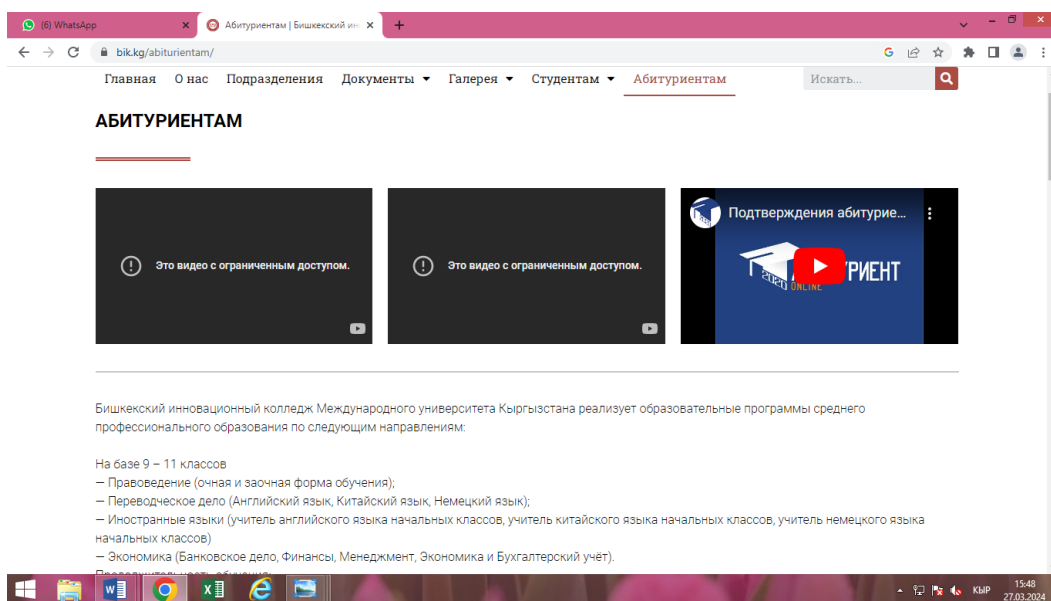 (6) WhatsApp
Абитуриентам | Бишкекский ин
bik.kg/abiturientam/
Главная О нас Подразделения Документы Галерея Студентам Абитуриентам Искать...
АБИТУРИЕНТАМ
Это видео с ограниченным доступом.
Это видео с ограниченным доступом.
Подтверждения абитурие...
РИЕНТ
2020 ONLINE
Бишкекский инновационный колледж Международного университета Кыргызстана реализует образовательные программы среднего
профессионального образования по следующим направлениям:
На базе 9 – 11 классов
— Правоведение (очная и заочная форма обучения);
— Переводческое дело (Английский язык, Китайский язык, Немецкий язык);
— Иностранные языки (учитель английского языка начальных классов, учитель китайского языка начальных классов, учитель немецкого языка
начальных классов)
— Экономика (Банковское дело, Финансы, Менеджмент, Экономика и Бухгалтерский учёт).
КЫР
15:48
27.03.2024